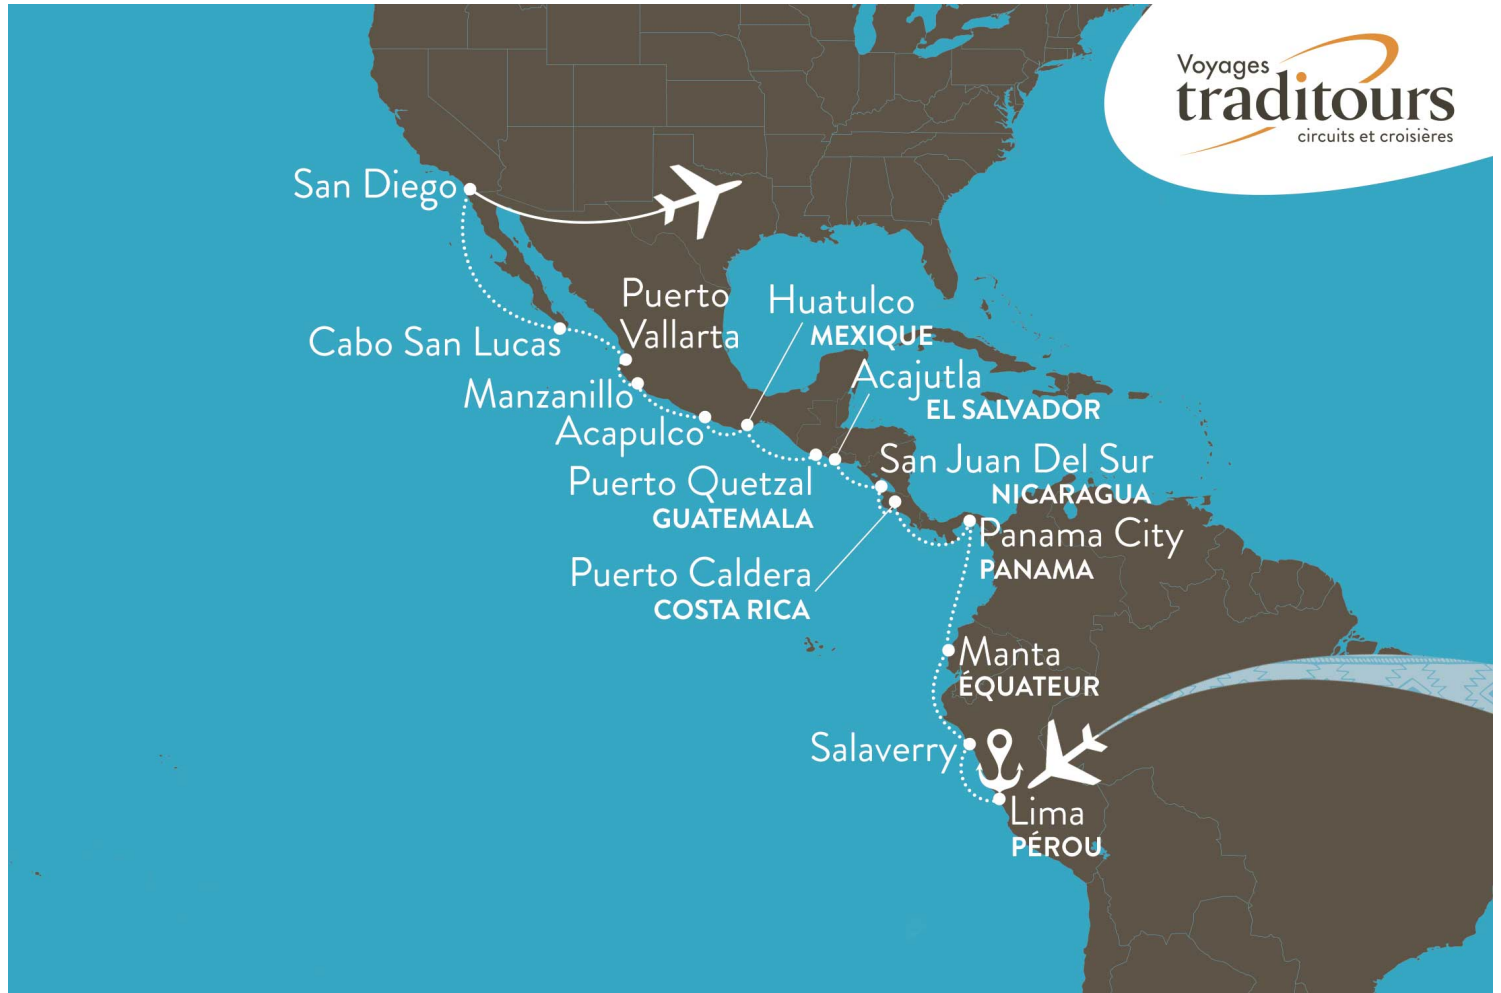 Voyages
traditours
circuits et croisières
San Diego
Puerto
Vallarta
Huatulco
MEXIQUE
Cabo San Lucas
Acajutla
EL SALVADOR
Manzanillo
Acapulco
San Juan Del Sur
NICARAGUA
Puerto Quetzal
GUATEMALA
Panama City
PANAMA
Puerto Caldera
COSTA RICA
Manta
ÉQUATEUR
Salaverry
Lima
PÉROU